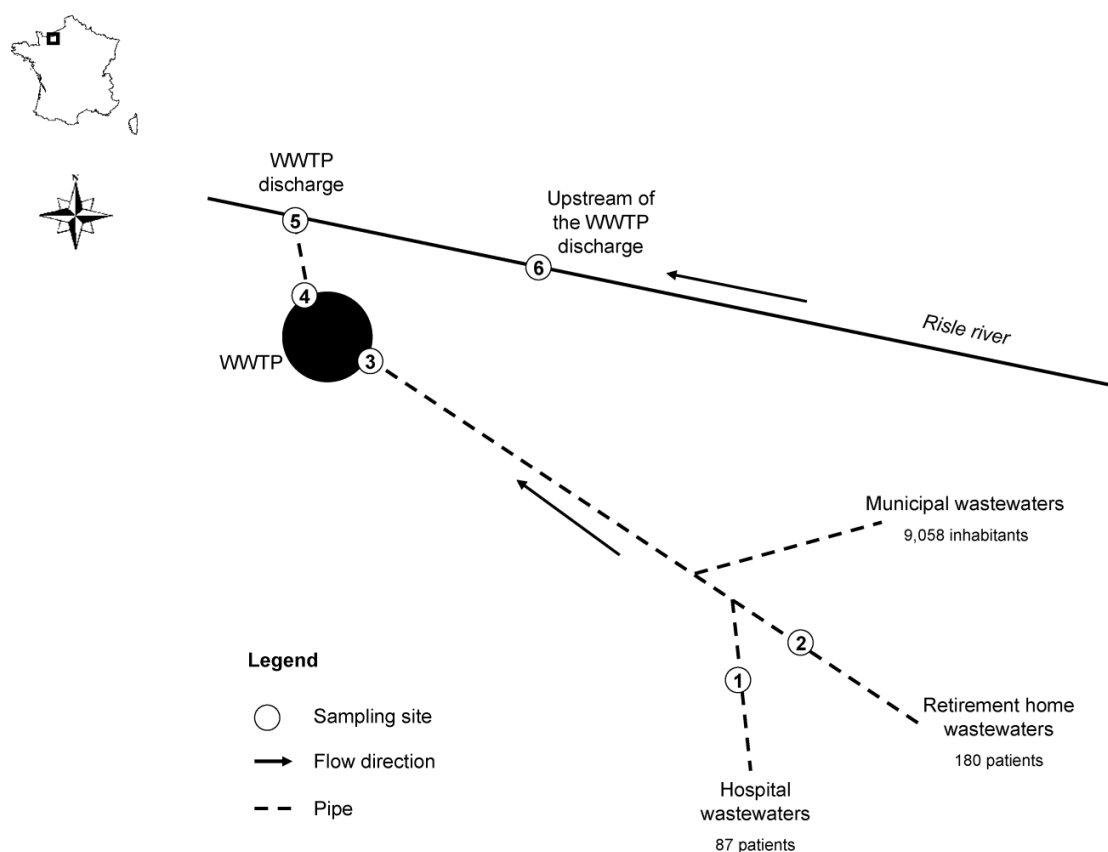 N
WWTP
discharge
Upstream of
the WWTP
discharge
5
6
4
Risle river
WWTP
3
Municipal wastewaters
9,058 inhabitants
2
1
Legend
Sampling site
Flow direction
Pipe
Retirement home
wastewaters
180 patients
Hospital
wastewaters
87 patients